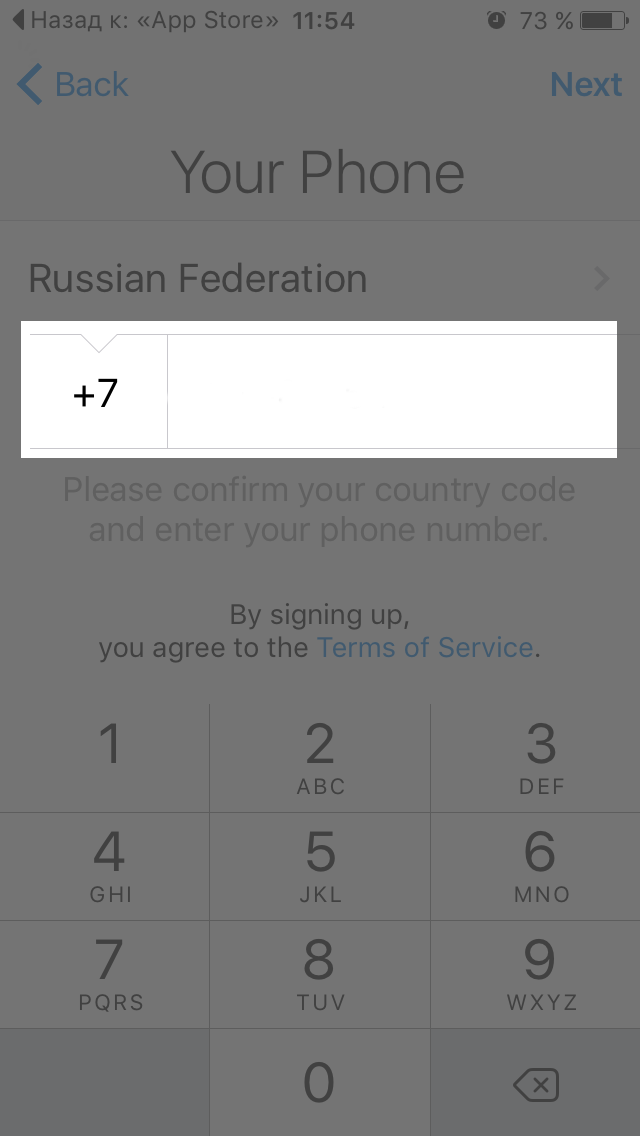 Назад к: «App Store» 11:54 73 %
Back Next
Your Phone
Russian Federation
+7
Please confirm your country code
and enter your phone number.
By signing up,
you agree to the Terms of Service.
1 2 3
ABC DEF
4 5 6
GHI JKL MNO
7 8 9
PQRS TUV WXYZ
0